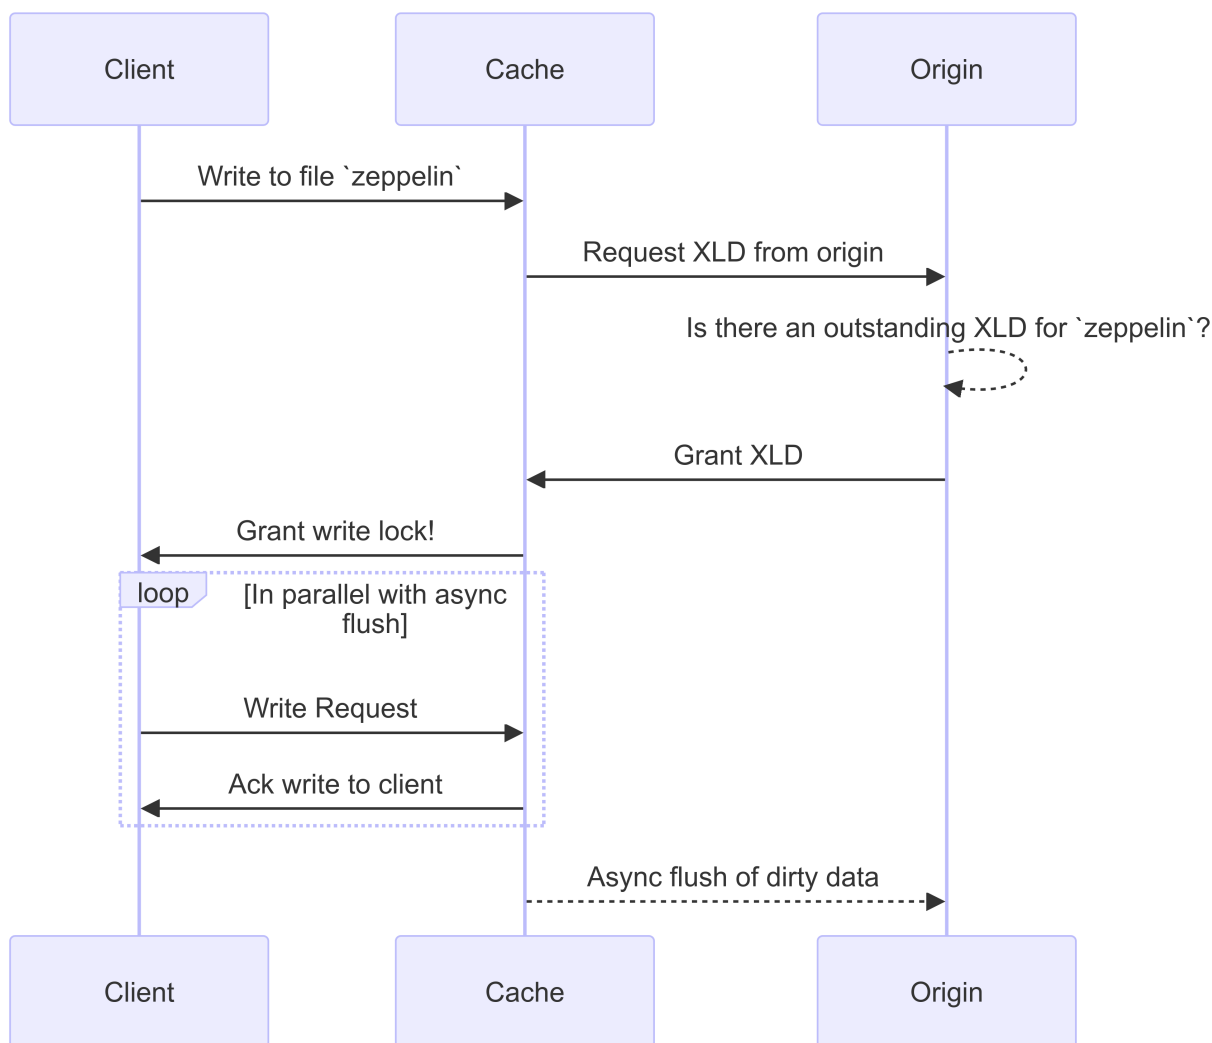 Client
Cache
Origin
Write to file `zeppelin`
Request XLD from origin
Is there an outstanding XLD for `zeppelin`?
Grant XLD
Grant write lock!
loop
[In parallel with async
flush]
Write Request
Ack write to client
Async flush of dirty data
Client
Cache
Origin